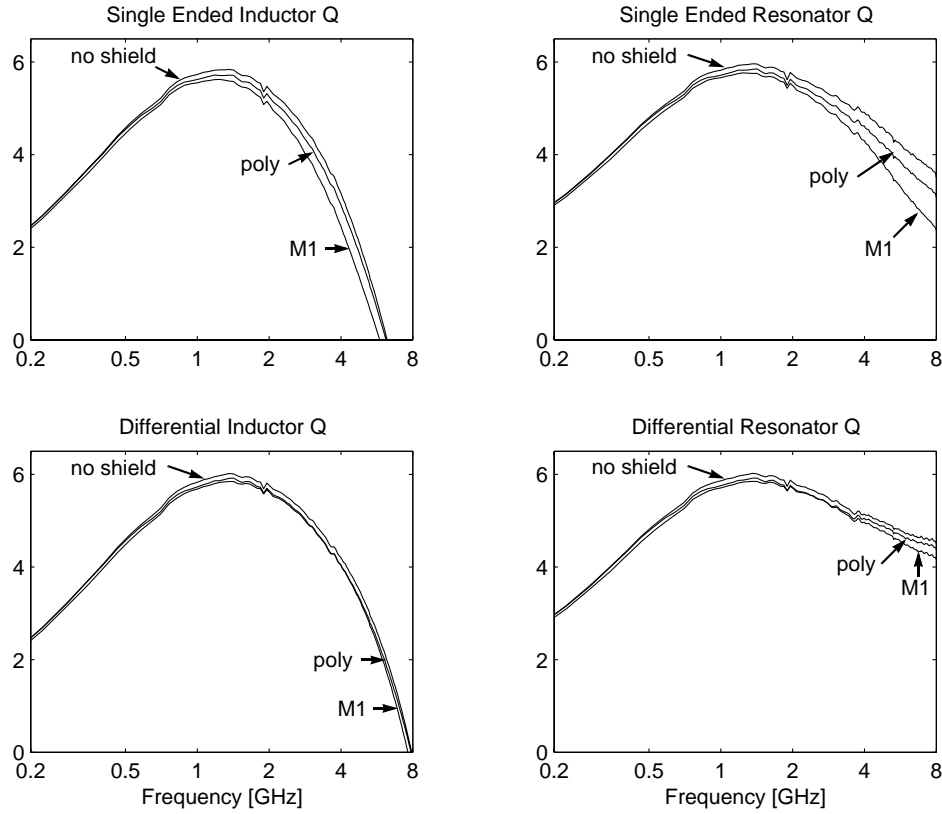 Single Ended Inductor Q
6
4
2
0
0.2 0.5 1 2 4 8
no shield
poly
M1
Single Ended Resonator Q
6
4
2
0
0.2 0.5 1 2 4 8
no shield
poly
M1
Differential Inductor Q
6
4
2
0
0.2 0.5 1 2 4 8
no shield
poly
M1
Frequency [GHz]
Differential Resonator Q
6
4
2
0
0.2 0.5 1 2 4 8
no shield
poly
M1
Frequency [GHz]